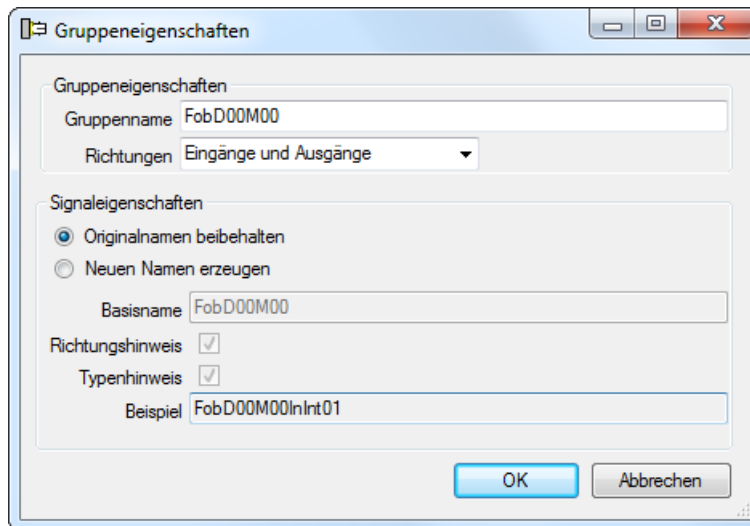 Gruppeneigenschaften
Gruppeneigenschaften
Gruppenname FobD00M00
Richtungen Eingänge und Ausgänge
Signaleigenschaften
Originalnamen beibehalten
Neuen Namen erzeugen
Basisname FobD00M00
Richtungshinweis
Typenhinweis
Beispiel FobD00M00InInt01
OK Abbrechen